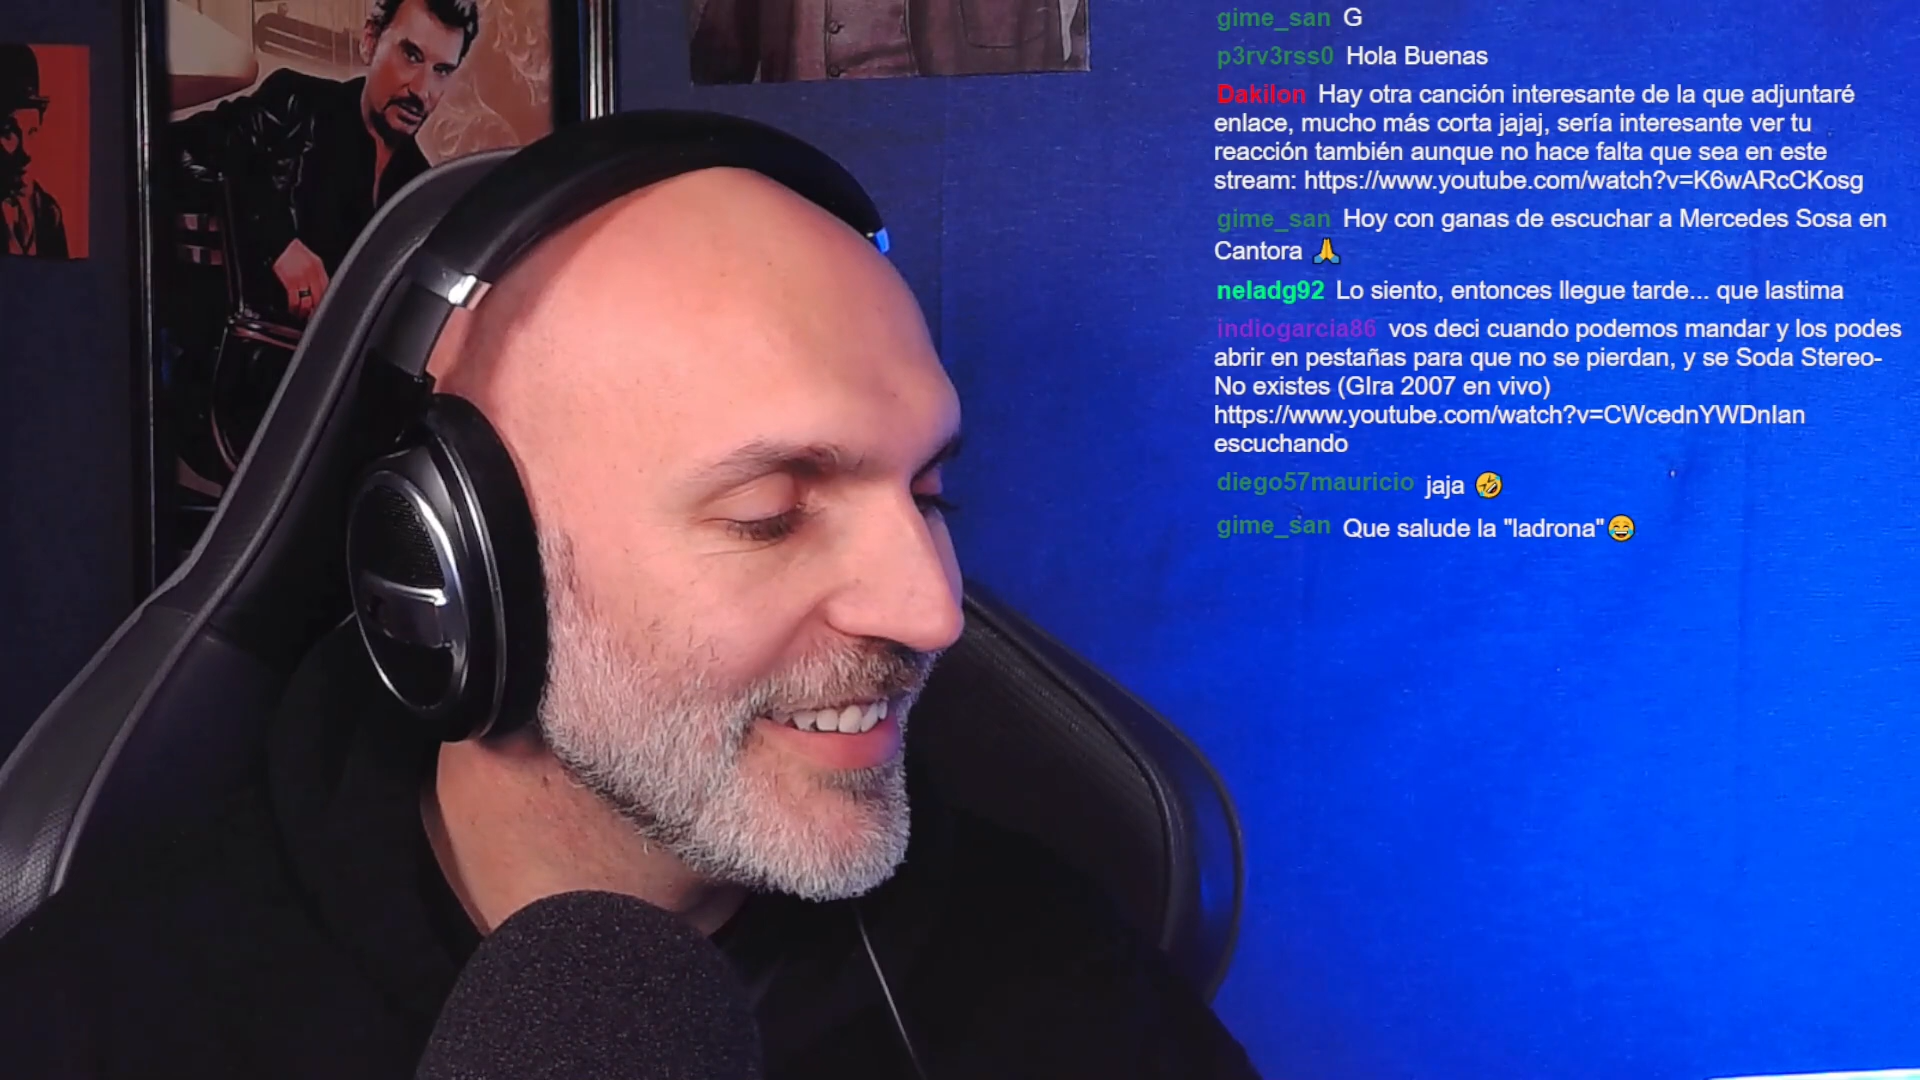 gime_san G
p3rv3rss0 Hola Buenas
Dakilon Hay otra canción interesante de la que adjuntaré
enlace, mucho más corta jajaj, sería interesante ver tu
reacción también aunque no hace falta que sea en este
stream: https://www.youtube.com/watch?v=K6wARcCKosg
gime_san Hoy con ganas de escuchar a Mercedes Sosa en
Cantora 🙏
neladg92 Lo siento, entonces llegue tarde... que lastima
indiogarcia86 vos deci cuando podemos mandar y los podes
abrir en pestañas para que no se pierdan, y se Soda Stereo-
No existes (GIra 2007 en vivo)
https://www.youtube.com/watch?v=CWcednYWDnIan
escuchando
diego57mauricio jaja 🤣
gime_san Que salude la "ladrona"😂